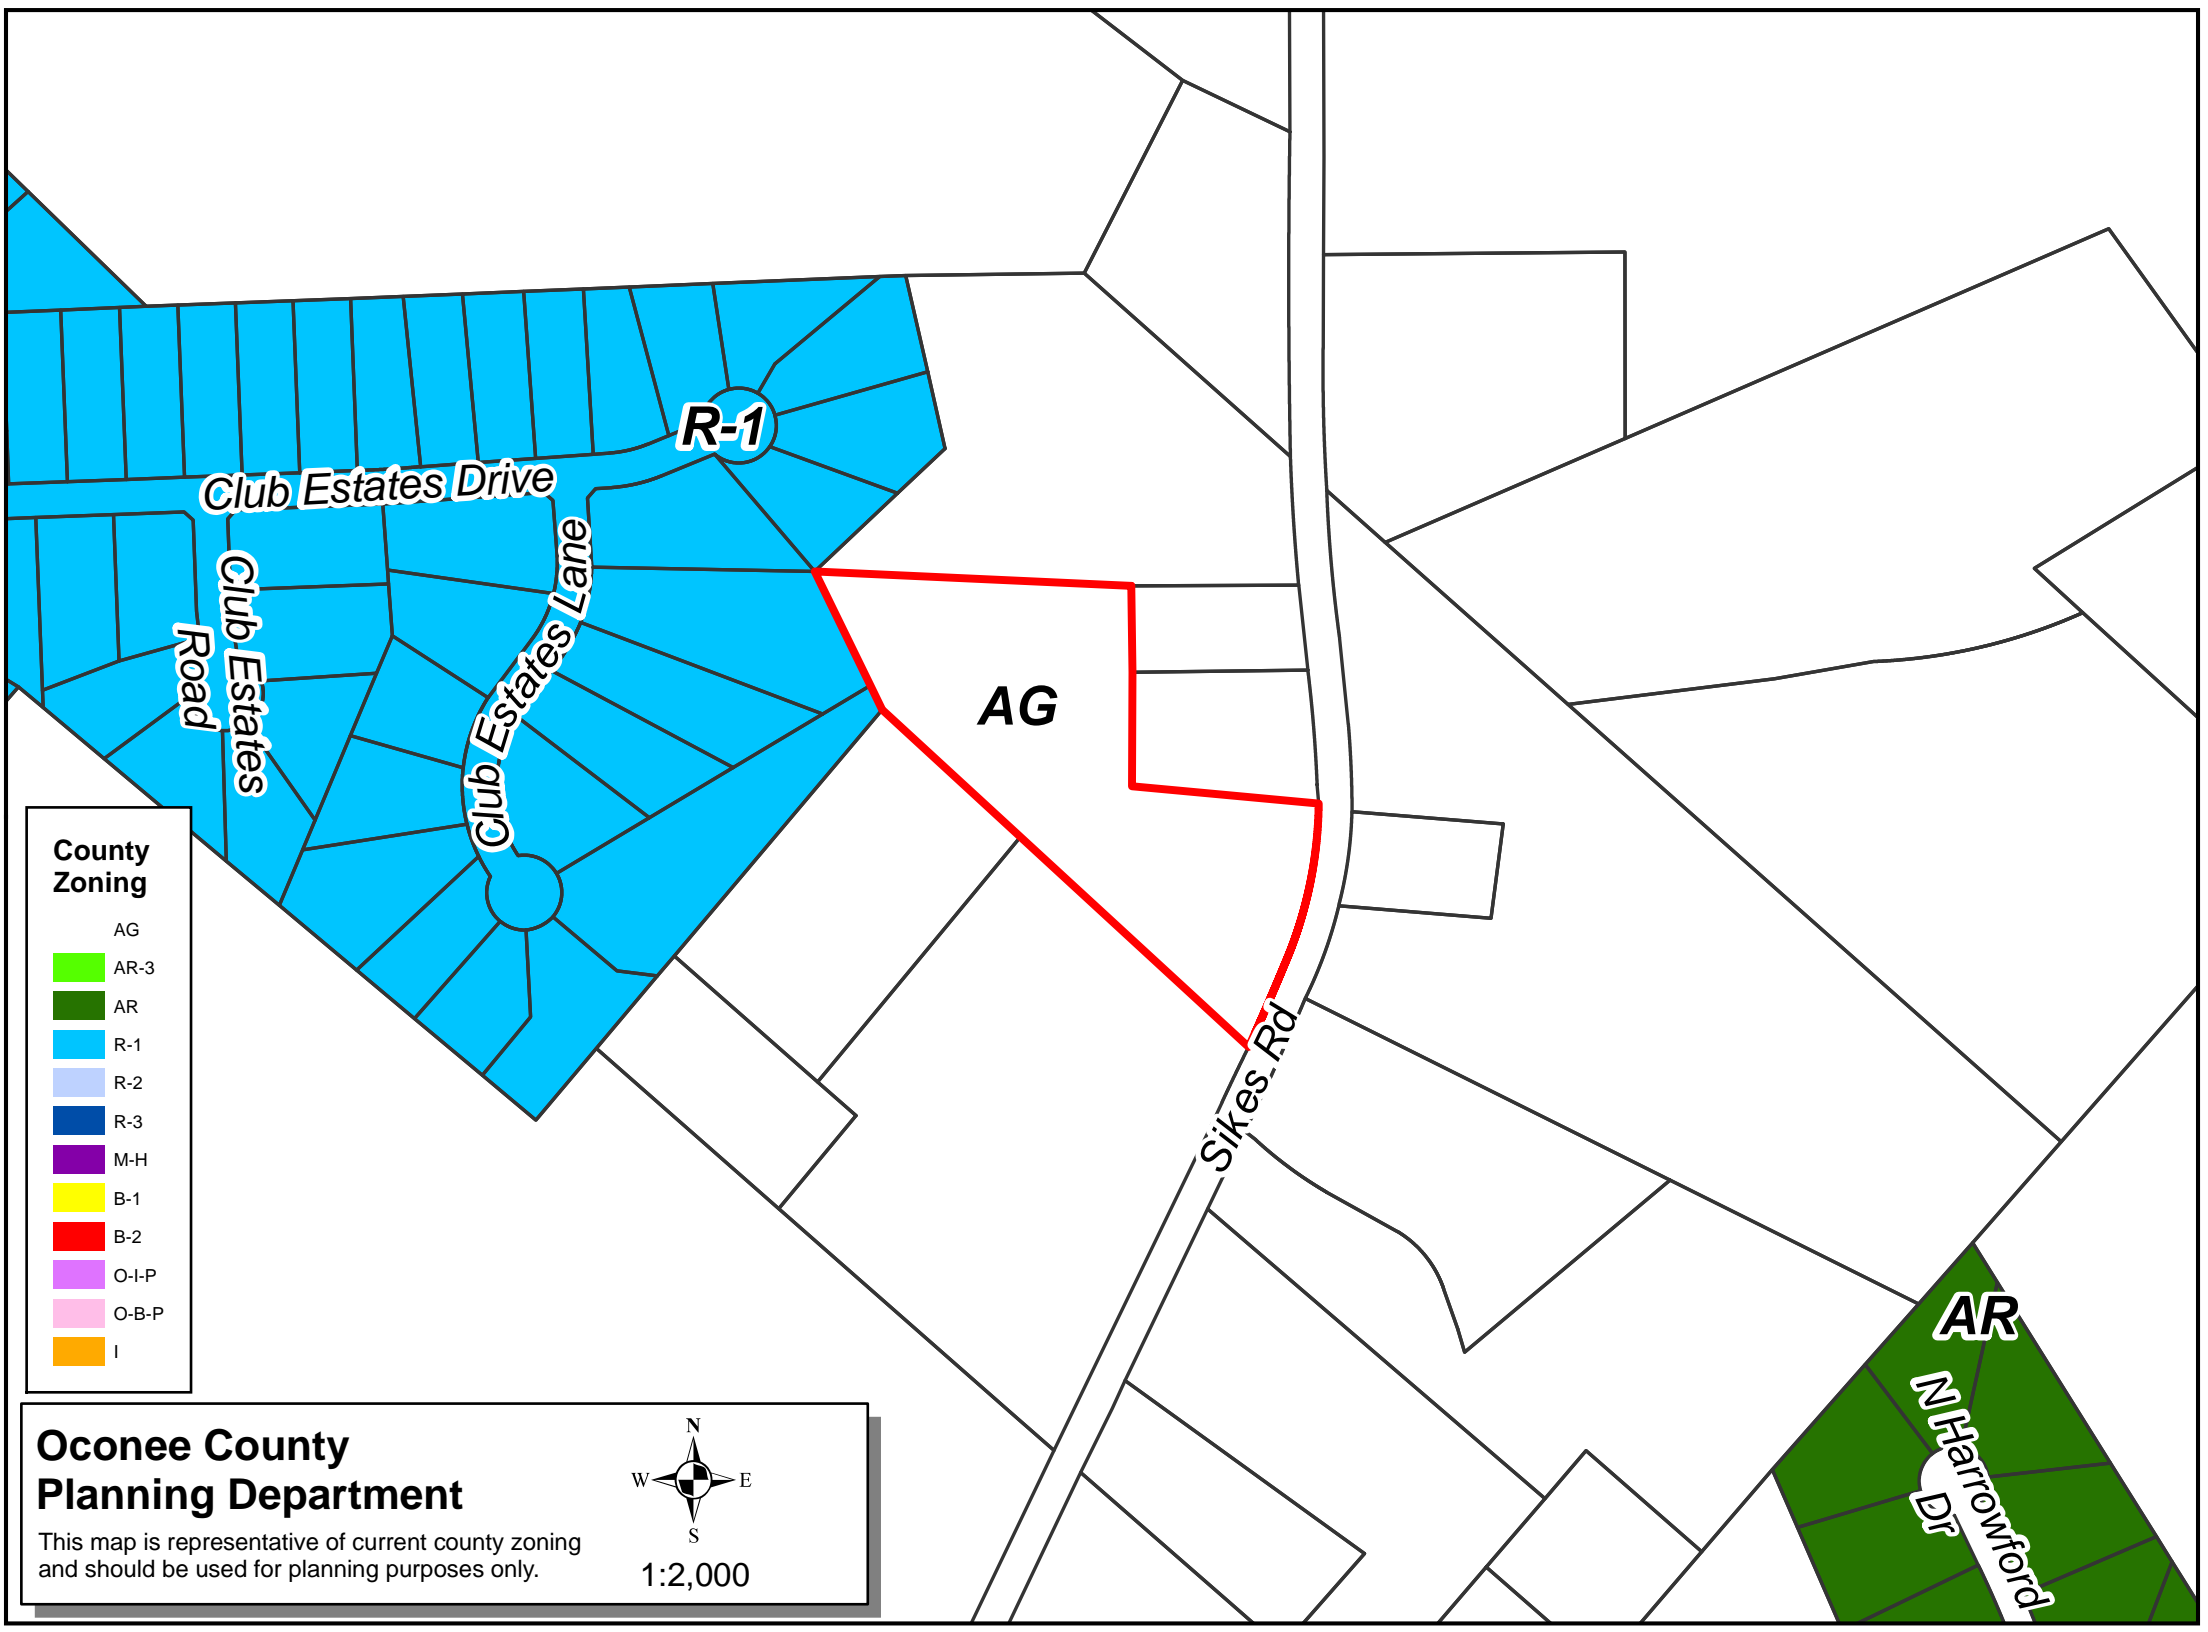 R-1
Club Estates Drive
Club Estates Lane
Club Estates
Road
AG
Sikes Rd
AR
N Harrowford
Dr
County
Zoning
AG
AR-3
AR
R-1
R-2
R-3
M-H
B-1
B-2
O-I-P
O-B-P
I
Oconee County
Planning Department
This map is representative of current county zoning
and should be used for planning purposes only.
N
W E
S
1:2,000